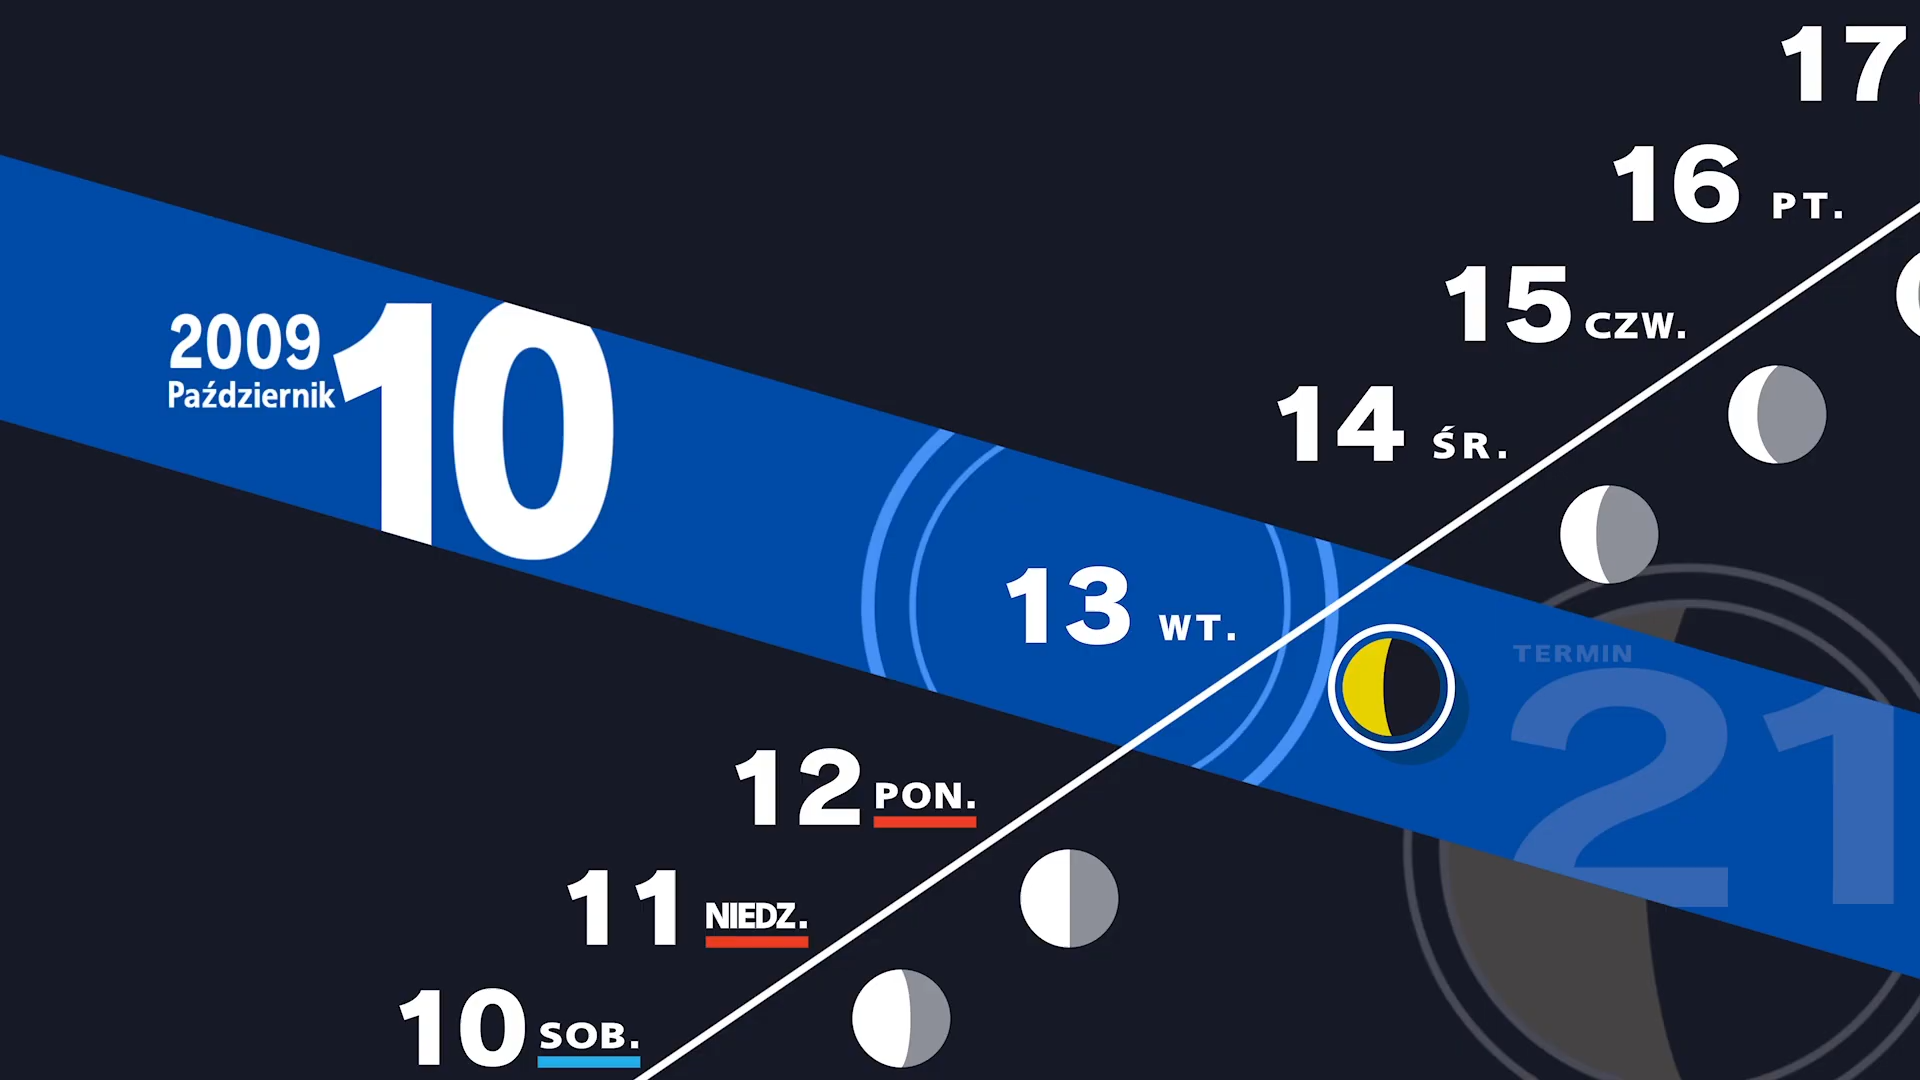 17
16 PT.
15 CZW.
14 ŚR.
2009
Październik
10
13 WT.
TERMIN
21
12 PON.
11 NIEDZ.
10 SOB.